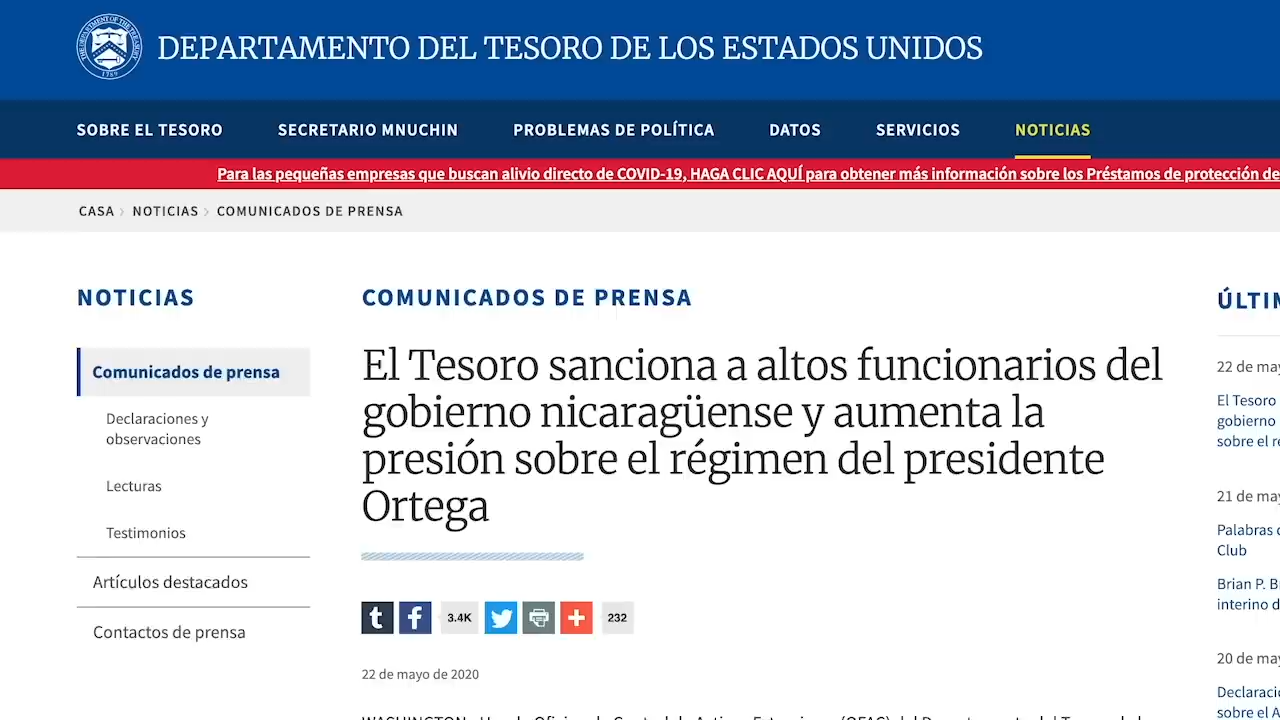 DEPARTAMENTO DEL TESORO DE LOS ESTADOS UNIDOS
SOBRE EL TESORO
SECRETARIO MNUCHIN
PROBLEMAS DE POLÍTICA
DATOS
SERVICIOS
NOTICIAS
Para las pequeñas empresas que buscan alivio directo de COVID-19, HAGA CLIC AQUÍ para obtener más información sobre los Préstamos de protección de
CASA > NOTICIAS > COMUNICADOS DE PRENSA
NOTICIAS
Comunicados de prensa
Declaraciones y
observaciones
Lecturas
Testimonios
Artículos destacados
Contactos de prensa
COMUNICADOS DE PRENSA
El Tesoro sanciona a altos funcionarios del
gobierno nicaragüense y aumenta la
presión sobre el régimen del presidente
Ortega
3.4K
232
22 de mayo de 2020
22 de may
El Tesoro
gobierno
sobre el r
21 de may
Palabras
Club
Brian P. B
interino d
20 de may
Declaraci
sobre el A